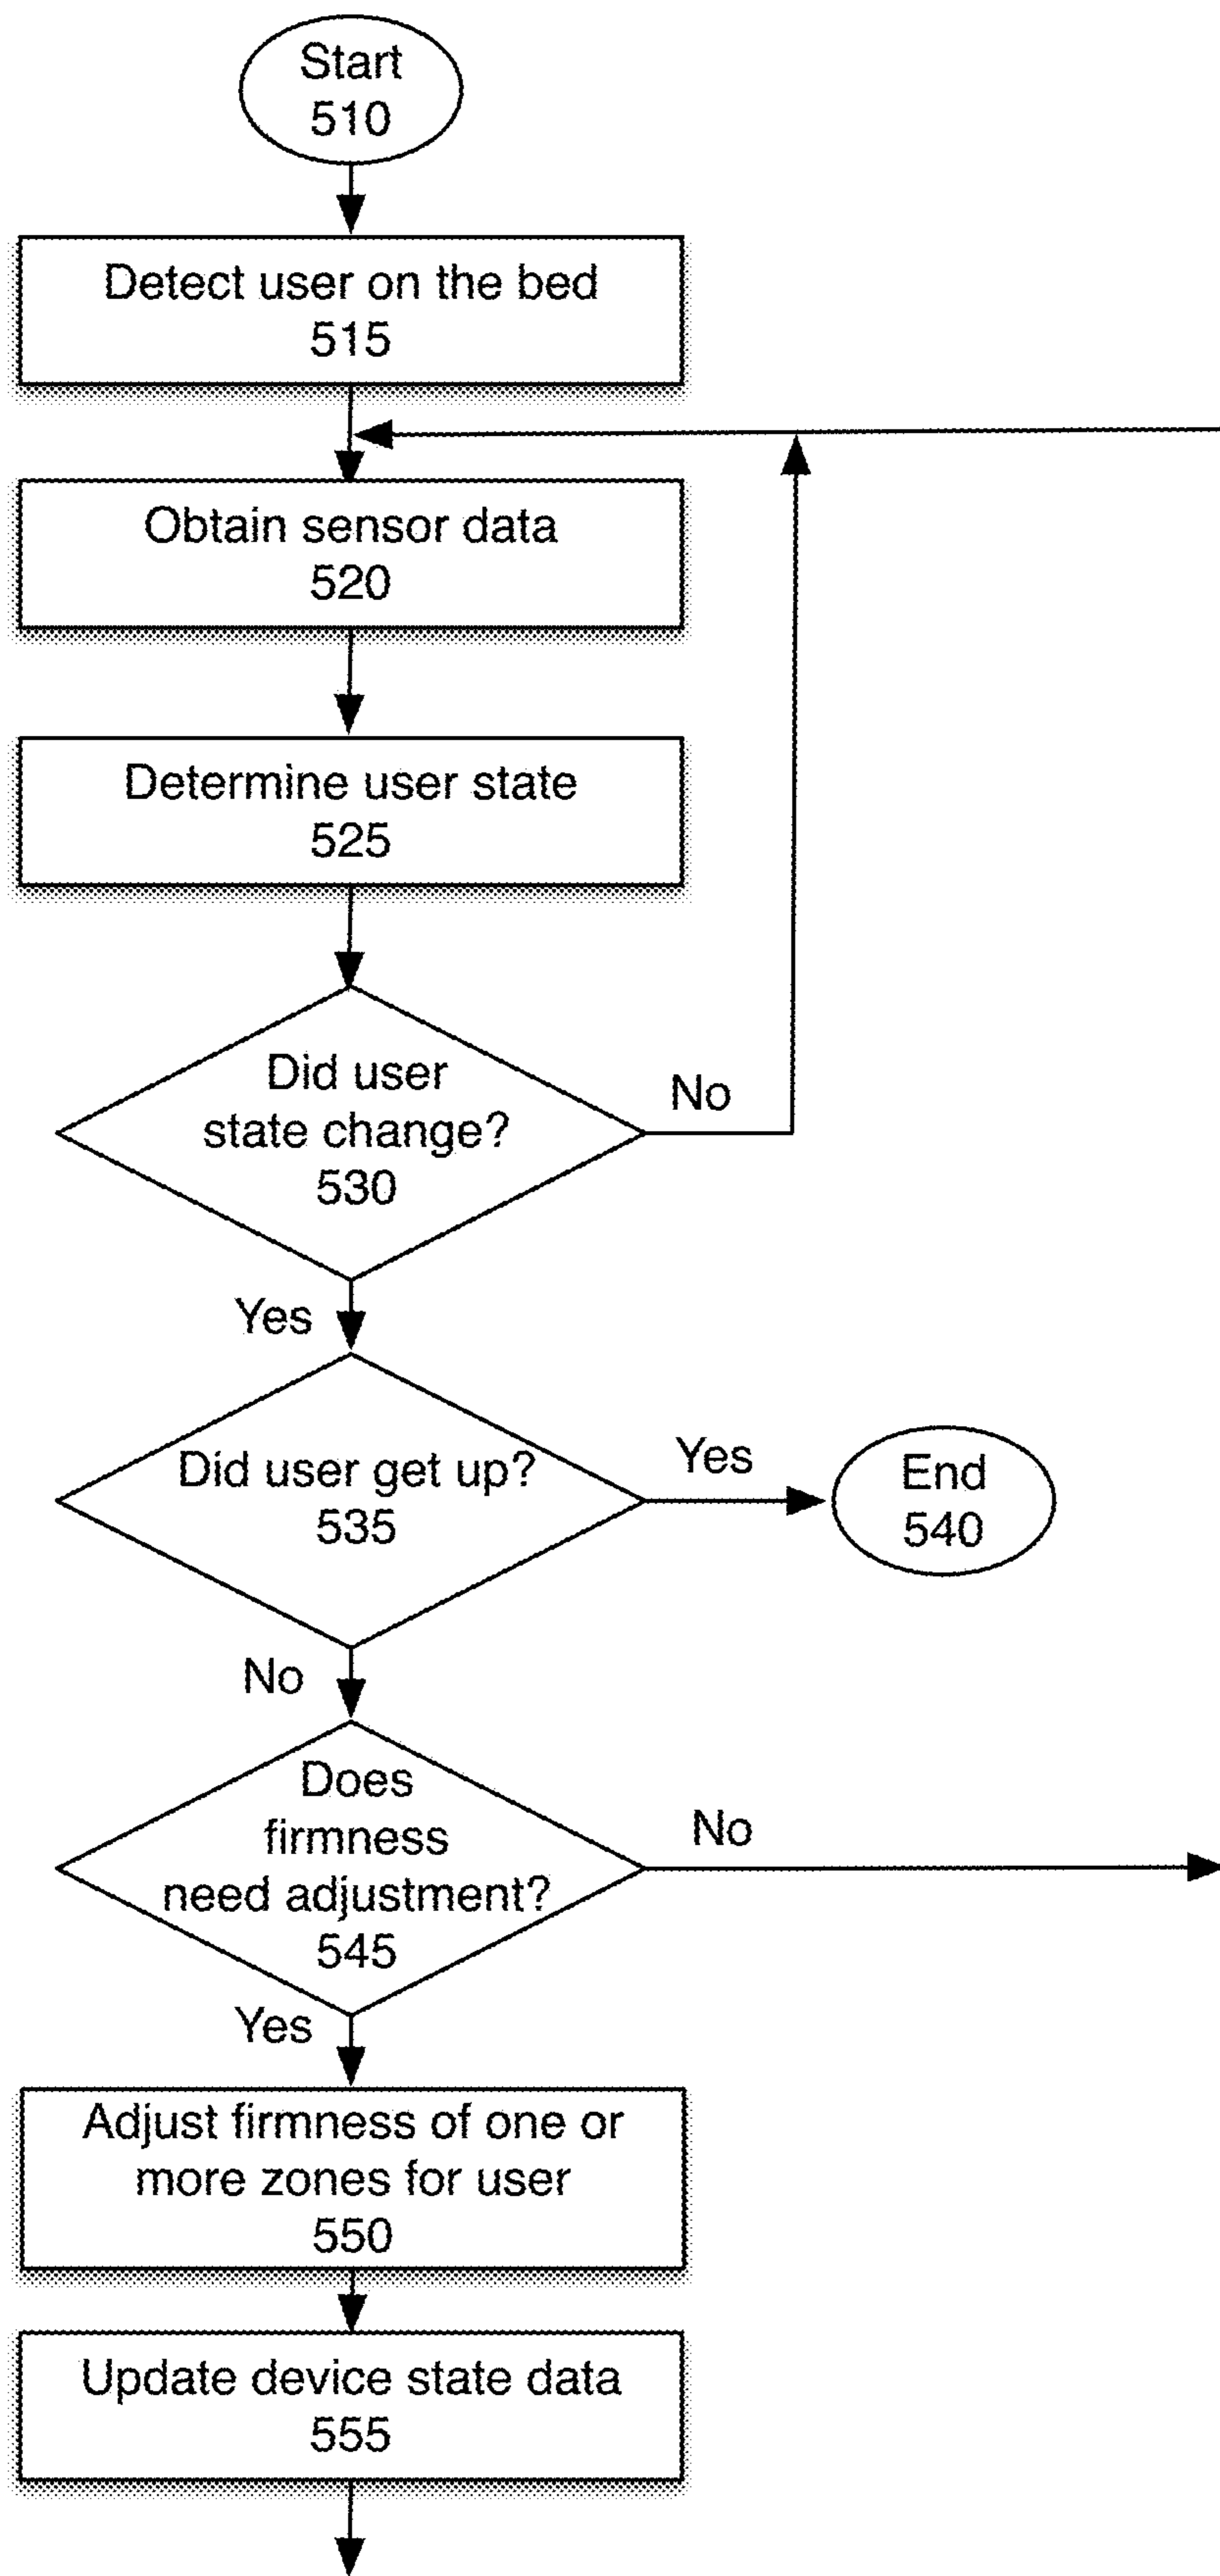 Start
510
Detect user on the bed
515
Obtain sensor data
520
Determine user state
525
Did user
state change?
530
No
Yes
Did user get up?
535
Yes
End
540
No
Does
firmness
need adjustment?
545
No
Yes
Adjust firmness of one or
more zones for user
550
Update device state data
555